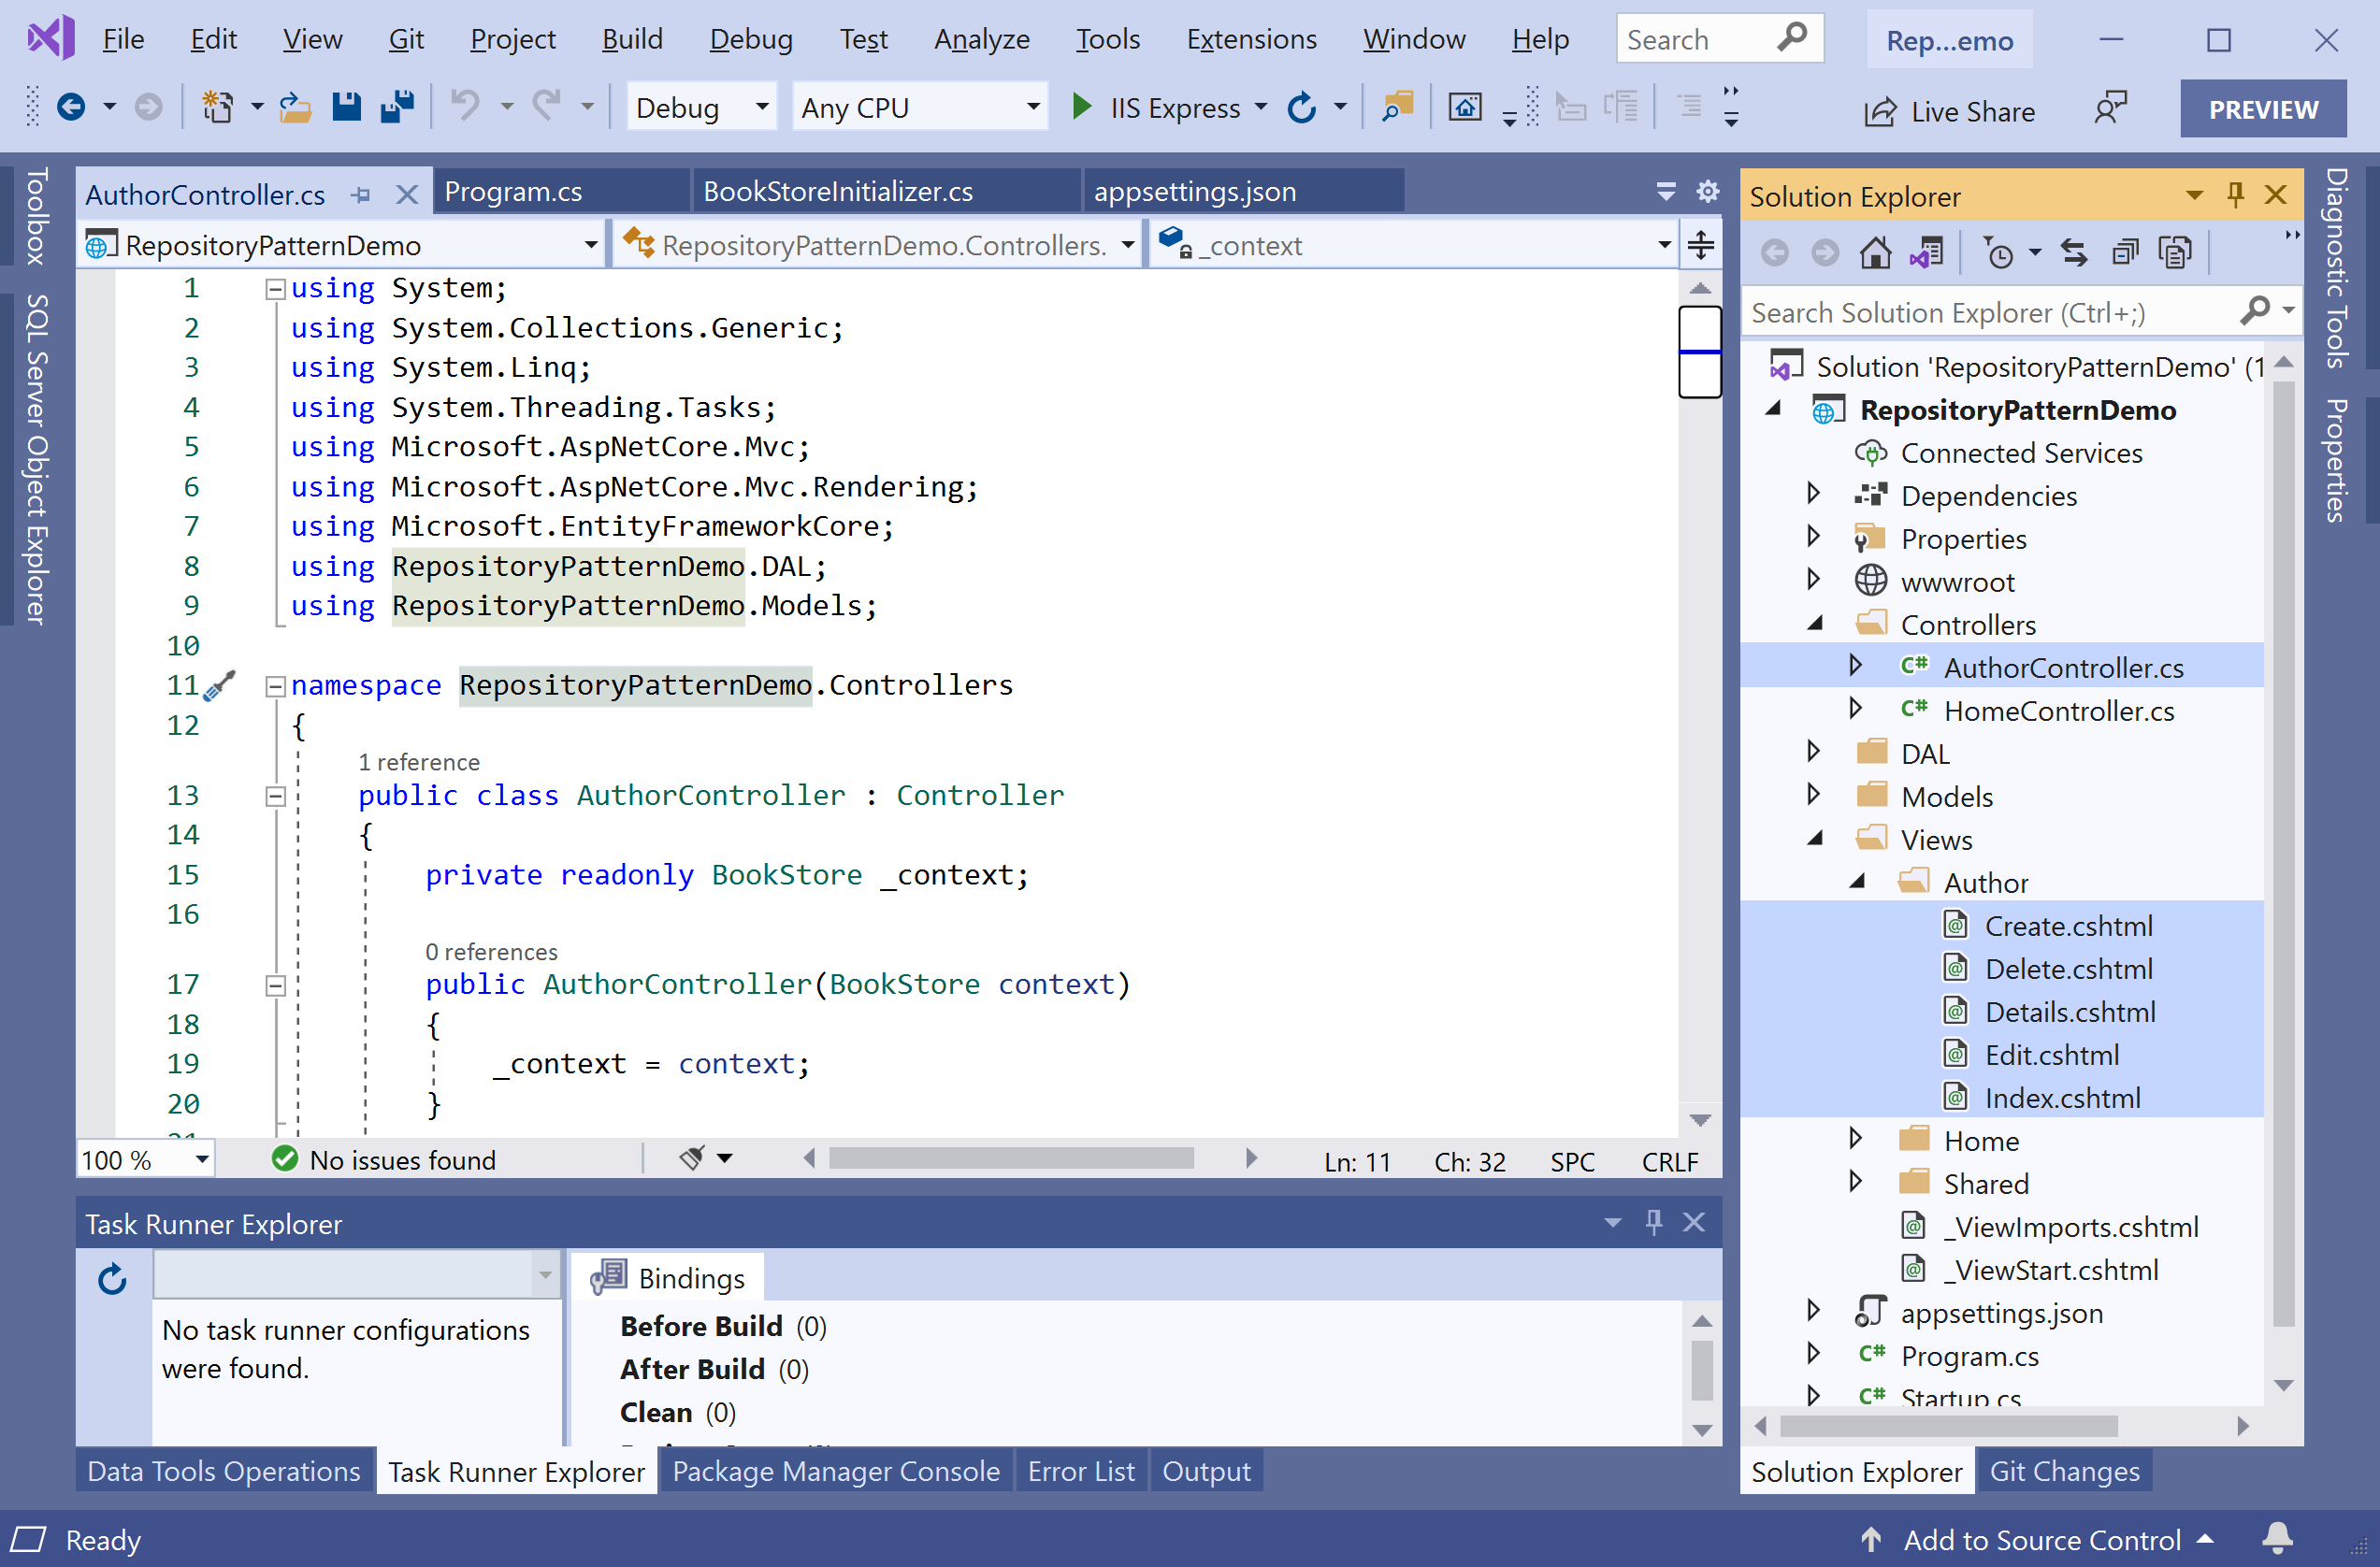 File Edit View Git Project Build Debug Test Analyze Tools Extensions Window Help Search Rep...emo
Debug Any CPU IIS Express Live Share PREVIEW
Toolbox
SQL Server Object Explorer
AuthorController.cs Program.cs BookStoreInitializer.cs appsettings.json
RepositoryPatternDemo RepositoryPatternDemo.Controllers. _context
1 using System;
2 using System.Collections.Generic;
3 using System.Linq;
4 using System.Threading.Tasks;
5 using Microsoft.AspNetCore.Mvc;
6 using Microsoft.AspNetCore.Mvc.Rendering;
7 using Microsoft.EntityFrameworkCore;
8 using RepositoryPatternDemo.DAL;
9 using RepositoryPatternDemo.Models;
10
11 namespace RepositoryPatternDemo.Controllers
12 {
1 reference
13 public class AuthorController : Controller
14 {
15 private readonly BookStore _context;
16
0 references
17 public AuthorController(BookStore context)
18 {
19 _context = context;
20 }
100 % No issues found Ln: 11 Ch: 32 SPC CRLF
Task Runner Explorer
No task runner configurations
were found.
Bindings
Before Build (0)
After Build (0)
Clean (0)
Data Tools Operations Task Runner Explorer Package Manager Console Error List Output
Solution Explorer
Search Solution Explorer (Ctrl+;)
Solution 'RepositoryPatternDemo' (1
RepositoryPatternDemo
Connected Services
Dependencies
Properties
wwwroot
Controllers
C# AuthorController.cs
C# HomeController.cs
DAL
Models
Views
Author
Create.cshtml
Delete.cshtml
Details.cshtml
Edit.cshtml
Index.cshtml
Home
Shared
_ViewImports.cshtml
_ViewStart.cshtml
appsettings.json
C# Program.cs
C# Startup.cs
Solution Explorer Git Changes
Diagnostic Tools
Properties
Ready Add to Source Control